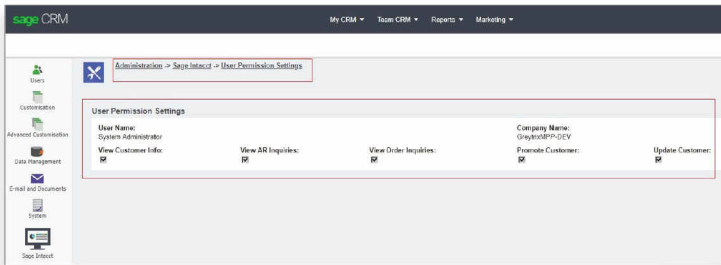 sage CRM
My CRM Team CRM Reports Marketing
Administration -> Sage Intacct -> User Permission Settings
Users
Customisation
Advanced Customisation
Data Management
E-mail and Documents
System
Sage Intacct
User Permission Settings
User Name: Company Name:
System Administrator GreytrixMPP-DEV
View Customer Info: View AR Inquiries: View Order Inquiries: Promote Customer: Update Customer: